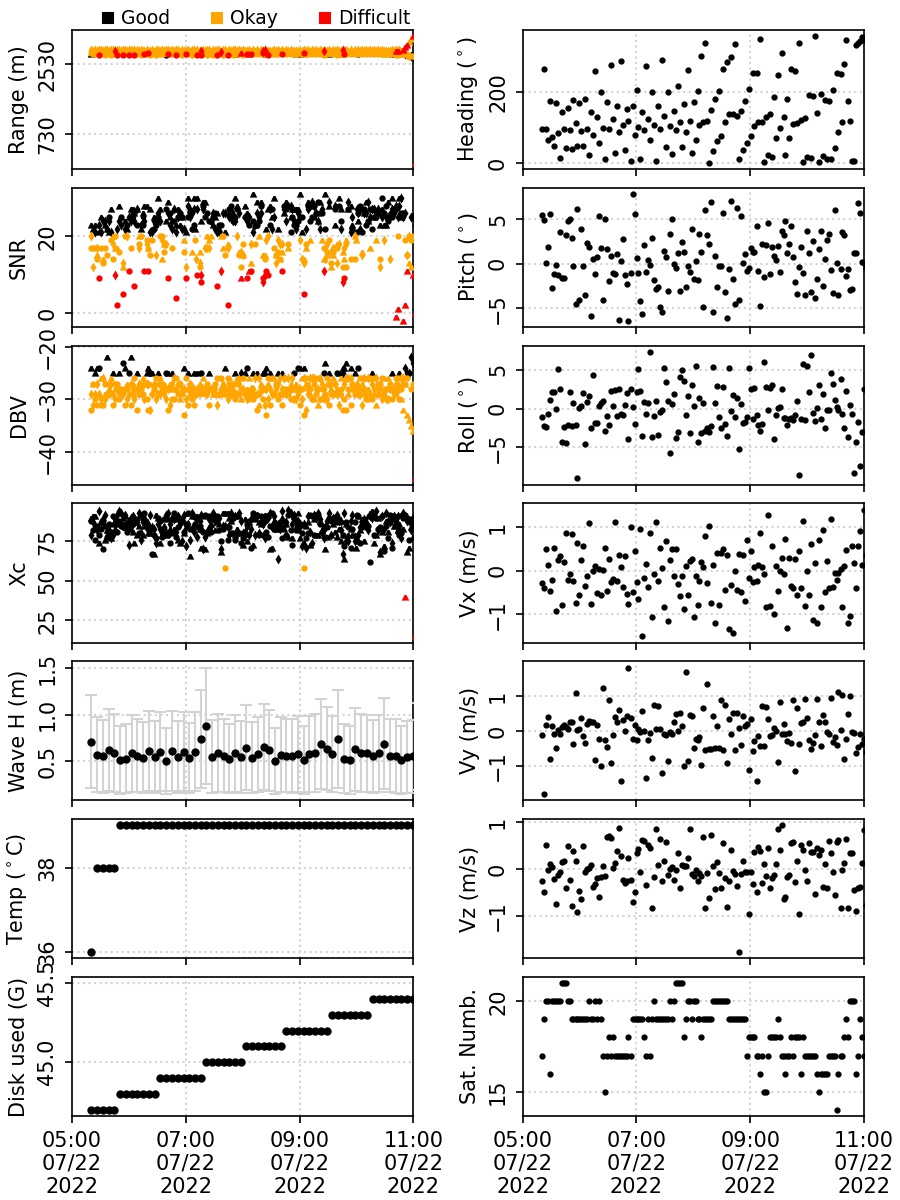 Good Okay Difficult
Range (m)
2530
730
Heading (°)
200
0
SNR
20
0
Pitch (°)
5
0
−5
DBV
−20
−30
−40
Roll (°)
5
0
−5
Xc
75
50
25
Vx (m/s)
1
0
−1
Wave H (m)
1.5
1.0
0.5
Vy (m/s)
1
0
−1
Temp (°C)
38
36
Vz (m/s)
1
0
−1
Disk used (G)
45.5
45.0
Sat. Numb.
20
15
05:00 07:00 09:00 11:00 05:00 07:00 09:00 11:00
07/22 07/22 07/22 07/22 07/22 07/22 07/22 07/22
2022 2022 2022 2022 2022 2022 2022 2022